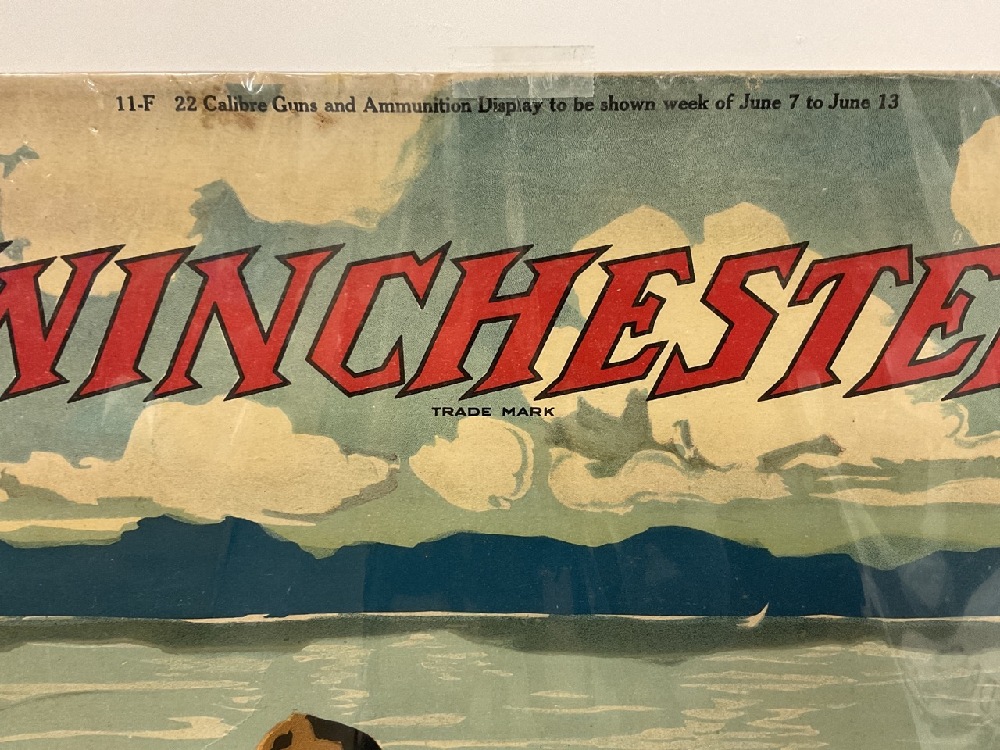 11-F 22 Calibre Guns and Ammunition Display to be shown week of June 7 to June 13
WINCHESTE
TRADE MARK